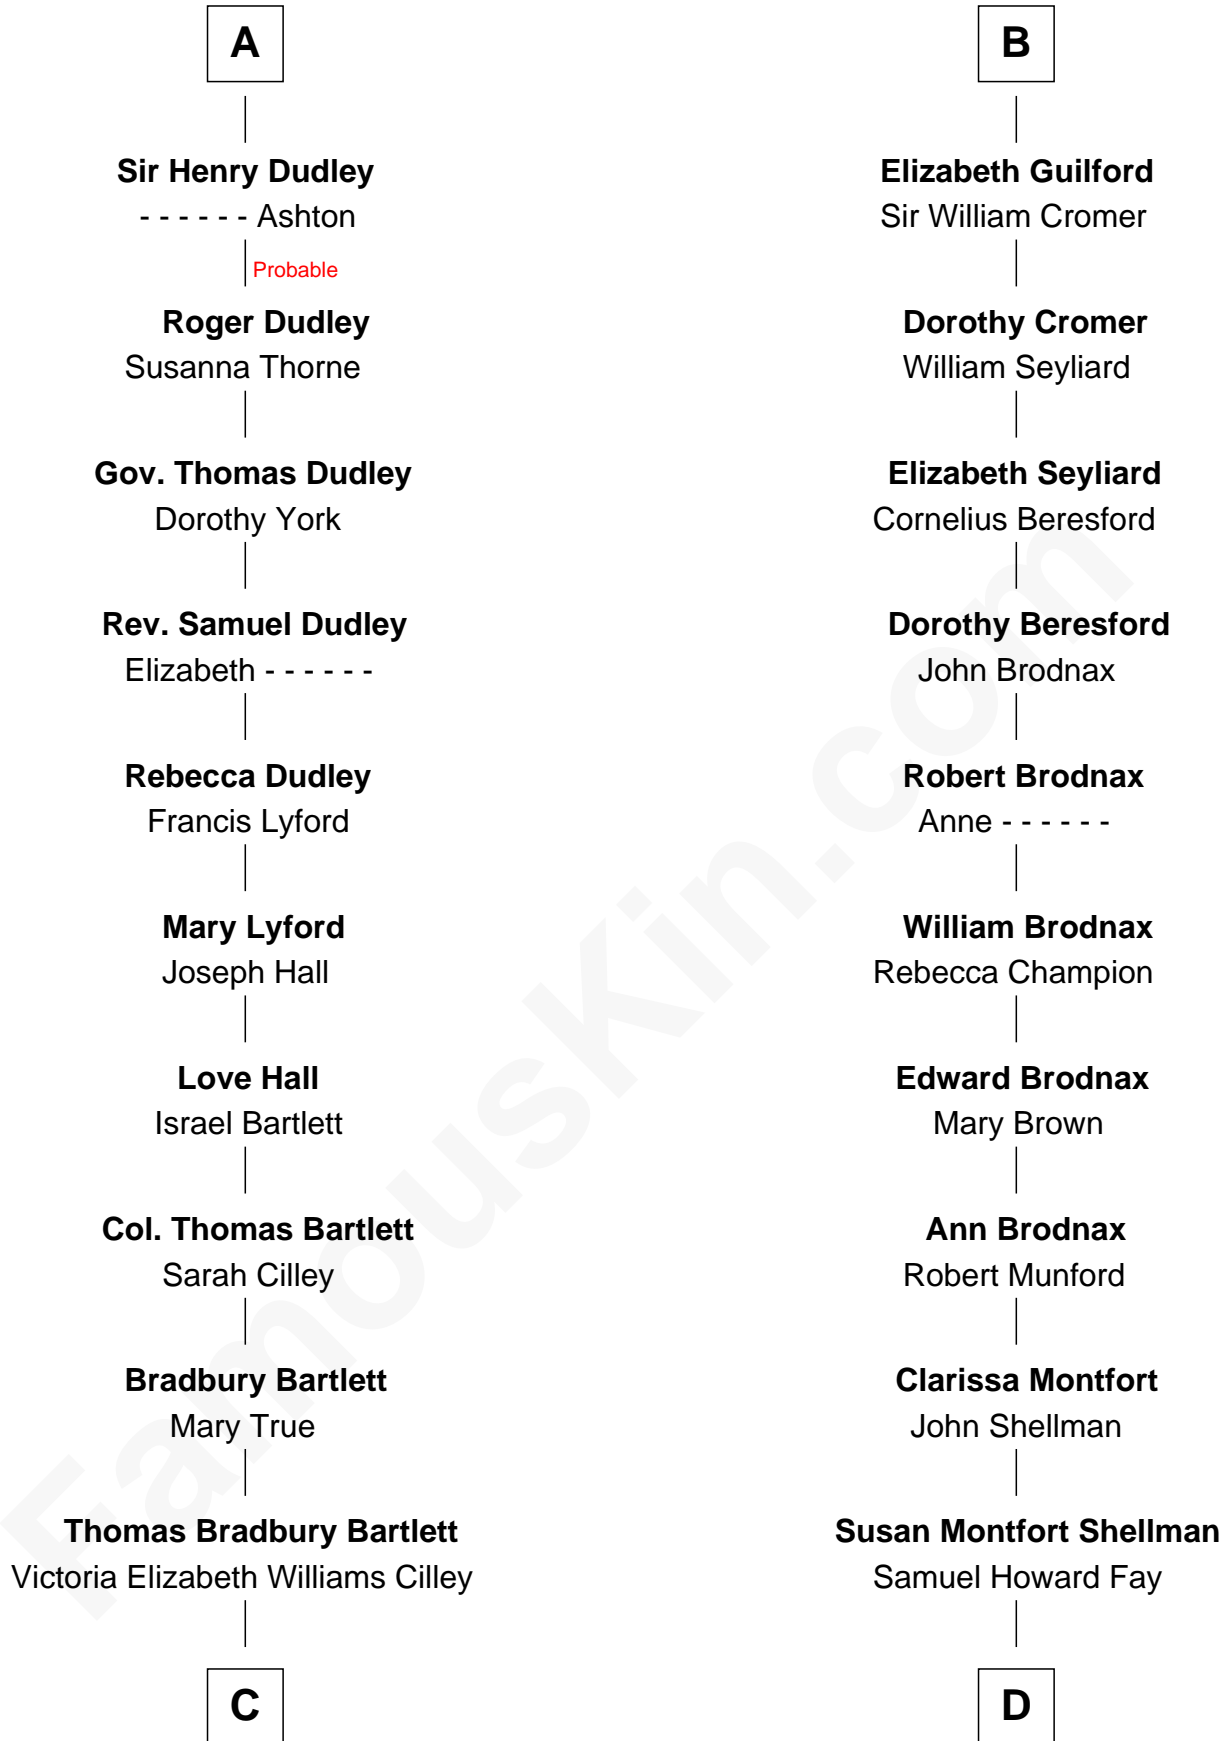 A
Sir Henry Dudley
- - - - - - Ashton
Probable
Roger Dudley
Susanna Thorne
Gov. Thomas Dudley
Dorothy York
Rev. Samuel Dudley
Elizabeth - - - - - -
Rebecca Dudley
Francis Lyford
Mary Lyford
Joseph Hall
Love Hall
Israel Bartlett
Col. Thomas Bartlett
Sarah Cilley
Bradbury Bartlett
Mary True
Thomas Bradbury Bartlett
Victoria Elizabeth Williams Cilley
C
B
Elizabeth Guilford
Sir William Cromer
Dorothy Cromer
William Seyliard
Elizabeth Seyliard
Cornelius Beresford
Dorothy Beresford
John Brodnax
Robert Brodnax
Anne - - - - - -
William Brodnax
Rebecca Champion
Edward Brodnax
Mary Brown
Ann Brodnax
Robert Munford
Clarissa Montfort
John Shellman
Susan Montfort Shellman
Samuel Howard Fay
D
FamousKin.com